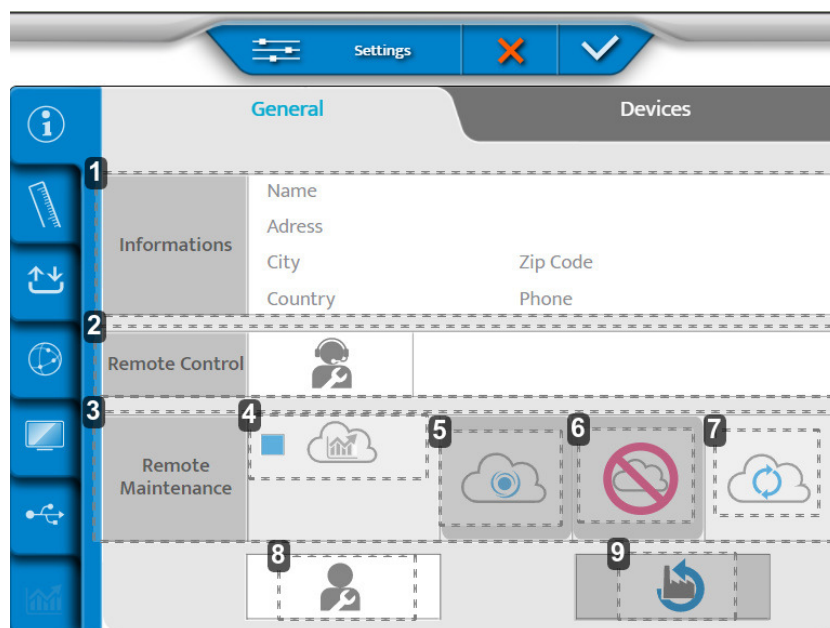 Settings
General
Devices
1
Informations
Name
Adress
City
Zip Code
Country
Phone
2
Remote Control
3
Remote
Maintenance
4
5
6
7
8
9